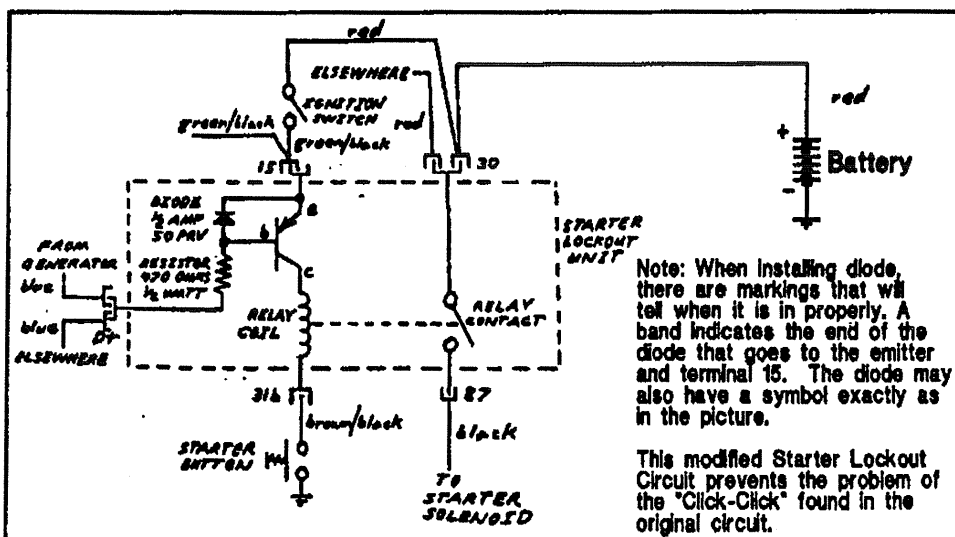 red
ELSEWHERE
IGNITION
SWITCH
red
red
green/black
green/black
15
30
+
Battery
-
DIODE
½ AMP
50 PRV
e
b
c
STARTER
LOCKOUT
UNIT
FROM
GENERATOR
blue
RESISTOR
470 OHMS
½ WATT
blue
D+
ELSEWHERE
RELAY
COIL
RELAY
CONTACT
31b
87
brown/black
black
STARTER
BUTTON
TO
STARTER
SOLENOID
Note: When installing diode,
there are markings that will
tell when it is in properly. A
band indicates the end of the
diode that goes to the emitter
and terminal 15. The diode may
also have a symbol exactly as
in the picture.
This modified Starter Lockout
Circuit prevents the problem of
the "Click-Click" found in the
original circuit.